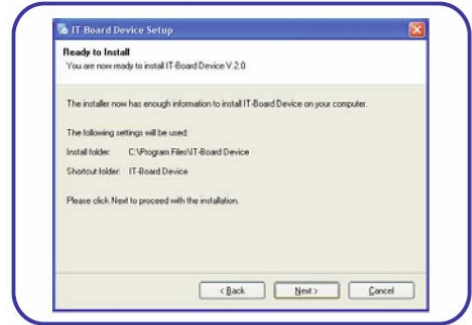 IT-Board Device Setup
Ready to Install
You are now ready to install IT-Board Device V.2.0
The installer now has enough information to install IT-Board Device on your computer.
The following settings will be used:
Install folder: C:\Program Files\IT-Board Device
Shortcut folder: IT-Board Device
Please click Next to proceed with the installation.
< Back Next > Cancel